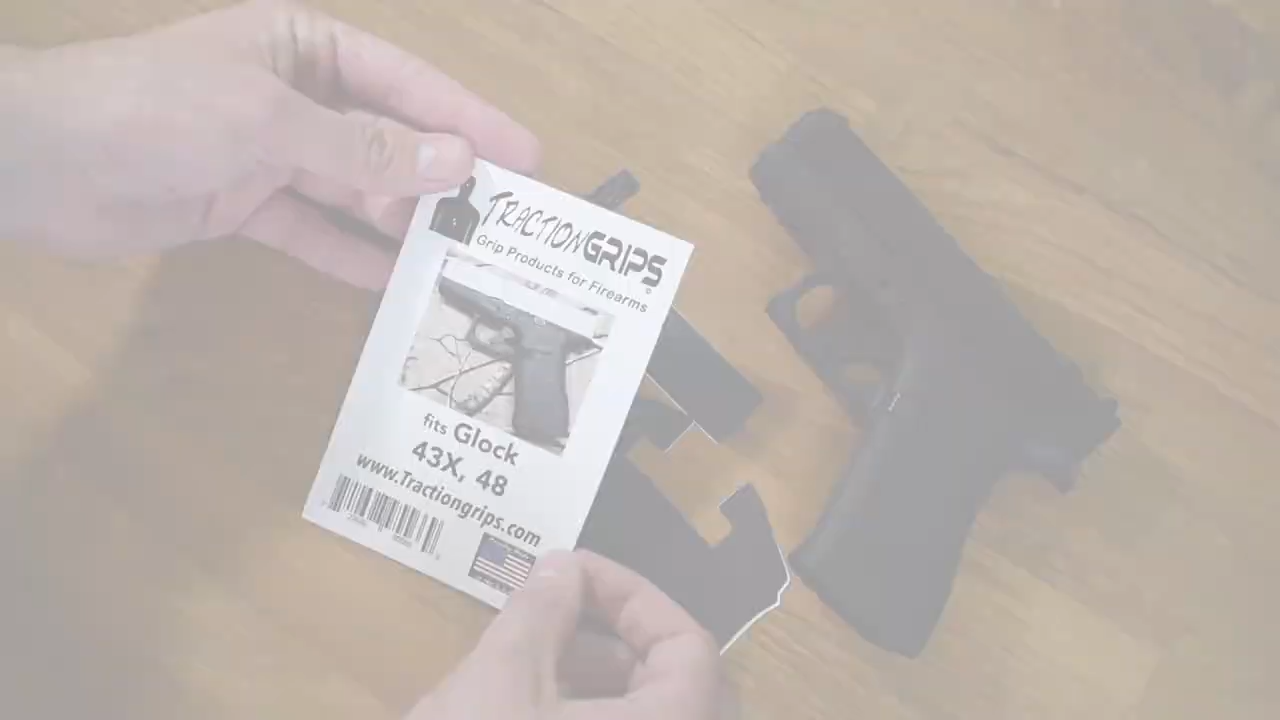 TRACTIONGRIPS
Grip Products for Firearms
fits Glock
43X, 48
www.Tractiongrips.com